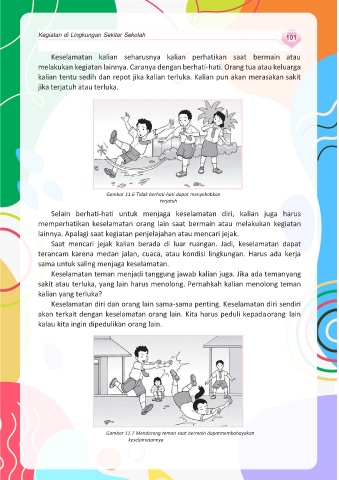 Kegiatan di Lingkungan Sekitar Sekolah
101
Keselamatan kalian seharusnya kalian perhatikan saat bermain atau
melakukan kegiatan lainnya. Caranya dengan berhati-hati. Orang tua atau keluarga
kalian tentu sedih dan repot jika kalian terluka. Kalian pun akan merasakan sakit
jika terjatuh atau terluka.
Gambar 11.6 Tidak berhati-hati dapat menyebabkan
terjatuh
Selain berhati-hati untuk menjaga keselamatan diri, kalian juga harus
memperhatikan keselamatan orang lain saat bermain atau melakukan kegiatan
lainnya. Apalagi saat kegiatan penjelajahan atau mencari jejak.
Saat mencari jejak kalian berada di luar ruangan. Jadi, keselamatan dapat
terancam karena medan jalan, cuaca, atau kondisi lingkungan. Harus ada kerja
sama untuk saling menjaga keselamatan.
Keselamatan teman menjadi tanggung jawab kalian juga. Jika ada temanyang
sakit atau terluka, yang lain harus menolong. Pernahkah kalian menolong teman
kalian yang terluka?
Keselamatan diri dan orang lain sama-sama penting. Keselamatan diri sendiri
akan terkait dengan keselamatan orang lain. Kita harus peduli kepadaorang lain
kalau kita ingin dipedulikan orang lain.
Gambar 11.7 Mendorong teman saat bermain dapatmembahayakan
keselamatannya